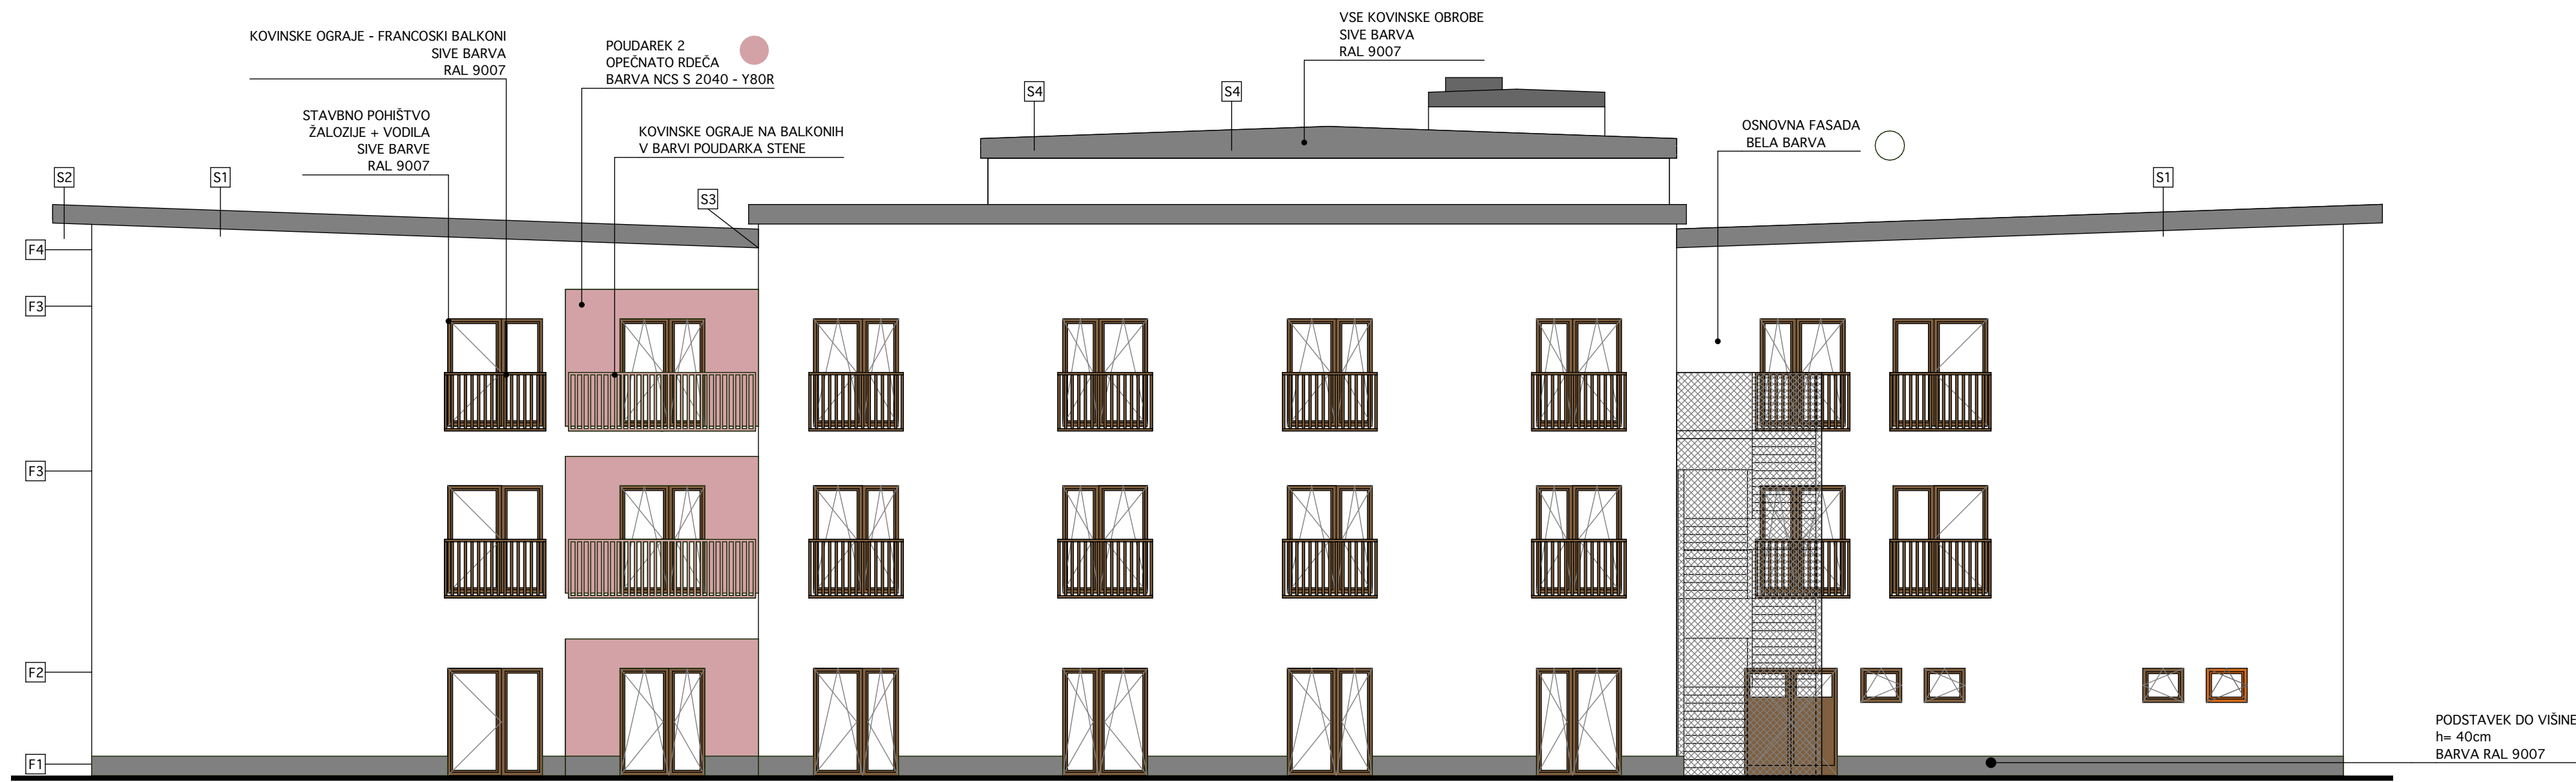 KOVINSKE OGRAJE - FRANCOSKI BALKONI
SIVE BARVA
RAL 9007
POUDAREK 2
OPEČNATO RDEČA
BARVA NCS S 2040 - Y80R
VSE KOVINSKE OBROBE
SIVE BARVA
RAL 9007
STAVBNO POHIŠTVO
ŽALOZIJE + VODILA
SIVE BARVE
RAL 9007
KOVINSKE OGRAJE NA BALKONIH
V BARVI POUDARKA STENE
S4
S4
OSNOVNA FASADA
BELA BARVA
S2
S1
S3
S1
F4
F3
F3
F2
F1
PODSTAVEK DO VIŠINE
h= 40cm
BARVA RAL 9007